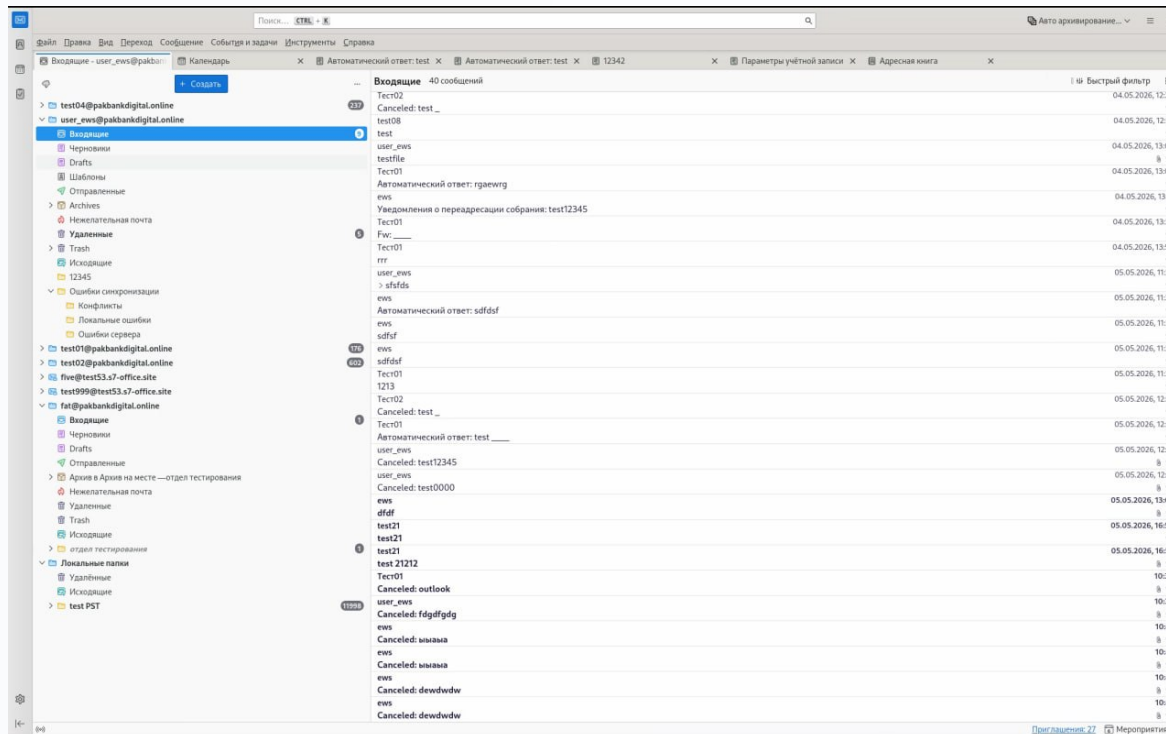 Поиск... CTRL + K
Авто архивирование...
Файл Правка Вид Переход Сообщение События и задачи Инструменты Справка
Входящие - user_ews@pakban
Календарь
Автоматический ответ: test
Автоматический ответ: test
12342
Параметры учётной записи
Адресная книга
+ Создать
test04@pakbankdigital.online 237
user_ews@pakbankdigital.online
Входящие 9
Черновики
Drafts
Шаблоны
Отправленные
Archives
Нежелательная почта
Удаленные 5
Trash
Исходящие
12345
Ошибки синхронизации
Конфликты
Локальные ошибки
Ошибки сервера
test01@pakbankdigital.online 176
test02@pakbankdigital.online 602
five@test53.s7-office.site
test999@test53.s7-office.site
fat@pakbankdigital.online
Входящие 1
Черновики
Drafts
Отправленные
Архив в Архив на месте —отдел тестирования
Нежелательная почта
Удаленные
Trash
Исходящие
отдел тестирования 1
Локальные папки
Удалённые
Исходящие
test PST 11998
Входящие 40 сообщений
Быстрый фильтр
Тест02 04.05.2026, 12:
Canceled: test _
test08 04.05.2026, 12:
test
user_ews 04.05.2026, 13:
testfile
Тест01 04.05.2026, 13:
Автоматический ответ: rgaewrg
ews 04.05.2026, 13
Уведомления о переадресации собрания: test12345
Тест01 04.05.2026, 13:
Fw: ____
Тест01 04.05.2026, 13:
rrr
user_ews 05.05.2026, 11:
> sfsfds
ews 05.05.2026, 11:
Автоматический ответ: sdfdsf
ews 05.05.2026, 11:
sdfsf
ews 05.05.2026, 11:
sdfdsf
Тест01 05.05.2026, 11:
1213
Тест02 05.05.2026, 12:
Canceled: test _
Тест01 05.05.2026, 12:
Автоматический ответ: test ____
user_ews 05.05.2026, 12:
Canceled: test12345
user_ews 05.05.2026, 12:
Canceled: test0000
ews 05.05.2026, 13:
dfdf
test21 05.05.2026, 16:
test21
test21 05.05.2026, 16:
test 21212
Тест01 10:
Canceled: outlook
user_ews 10:
Canceled: fdgdfgdg
ews 10:
Canceled: ыыаыа
ews 10:
Canceled: ыыаыа
ews 10:
Canceled: dewdwdw
ews 10:
Canceled: dewdwdw
Приглашения: 27 Мероприятия